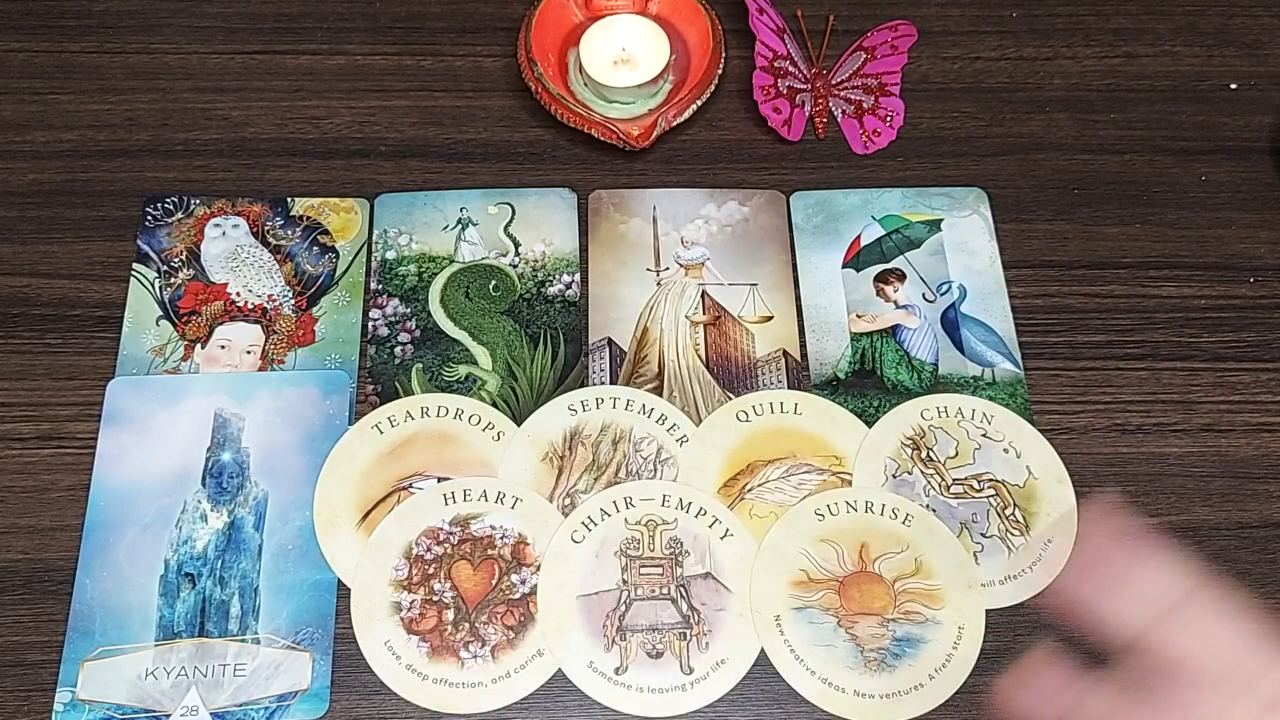 TEARDROPS
SEPTEMBER
QUILL
CHAIN
will affect your life.
HEART
Love, deep affection, and caring.
CHAIR—EMPTY
Someone is leaving your life.
SUNRISE
New creative ideas. New ventures. A fresh start.
KYANITE
28